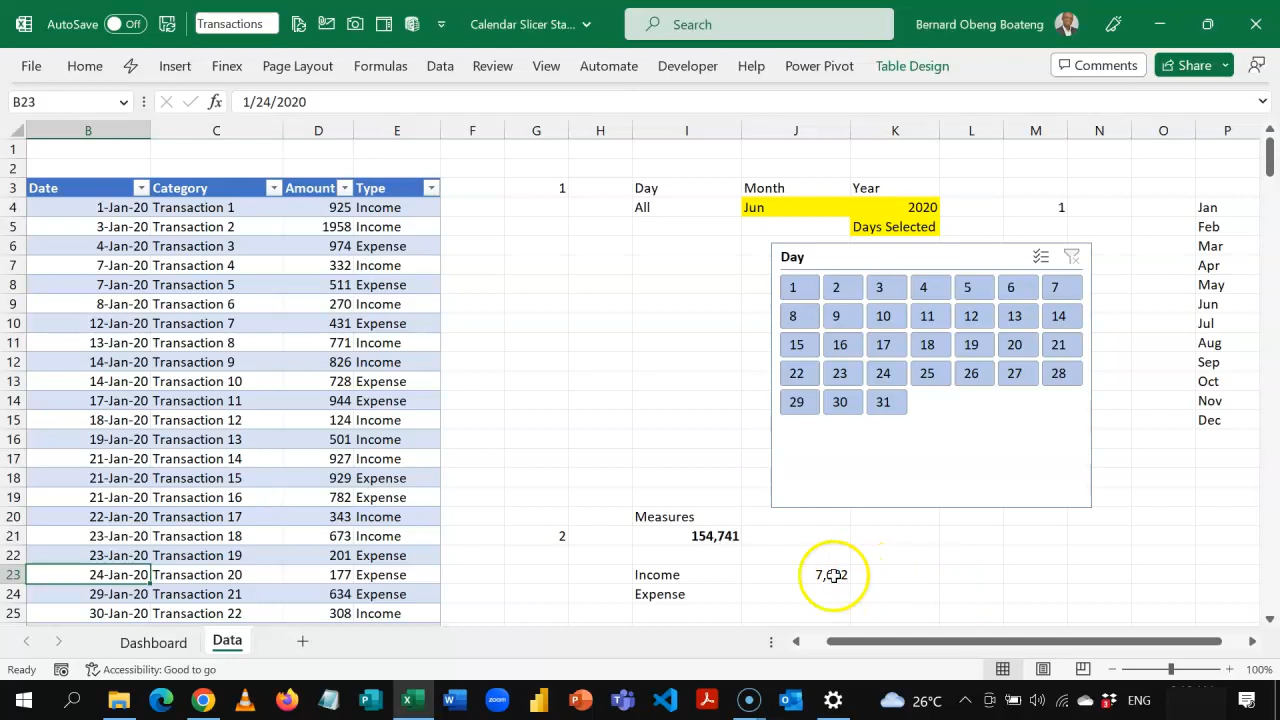 AutoSave Off Transactions Calendar Slicer Sta... Search Bernard Obeng Boateng
File Home Insert Finex Page Layout Formulas Data Review View Automate Developer Help Power Pivot Table Design Comments Share
B23 fx 1/24/2020
B C D E F G H I J K L M N O P
1
2
3 Date Category Amount Type 1 Day Month Year
4 1-Jan-20 Transaction 1 925 Income All Jun 2020 1 Jan
5 3-Jan-20 Transaction 2 1958 Income Days Selected Feb
6 4-Jan-20 Transaction 3 974 Expense Mar
Day
7 7-Jan-20 Transaction 4 332 Income Apr
8 7-Jan-20 Transaction 5 511 Expense 1 2 3 4 5 6 7 May
9 8-Jan-20 Transaction 6 270 Income 8 9 10 11 12 13 14 Jun
10 12-Jan-20 Transaction 7 431 Expense Jul
11 13-Jan-20 Transaction 8 771 Income 15 16 17 18 19 20 21 Aug
12 14-Jan-20 Transaction 9 826 Income Sep
13 14-Jan-20 Transaction 10 728 Expense 22 23 24 25 26 27 28 Oct
14 17-Jan-20 Transaction 11 944 Expense 29 30 31 Nov
15 18-Jan-20 Transaction 12 124 Income Dec
16 19-Jan-20 Transaction 13 501 Income
17 21-Jan-20 Transaction 14 927 Income
18 21-Jan-20 Transaction 15 929 Expense
19 21-Jan-20 Transaction 16 782 Expense
20 22-Jan-20 Transaction 17 343 Income Measures
21 23-Jan-20 Transaction 18 673 Income 2 154,741
22 23-Jan-20 Transaction 19 201 Expense
23 24-Jan-20 Transaction 20 177 Expense Income
24 29-Jan-20 Transaction 21 634 Expense Expense
25 30-Jan-20 Transaction 22 308 Income
Dashboard Data
Ready Accessibility: Good to go 100%
26°C ENG